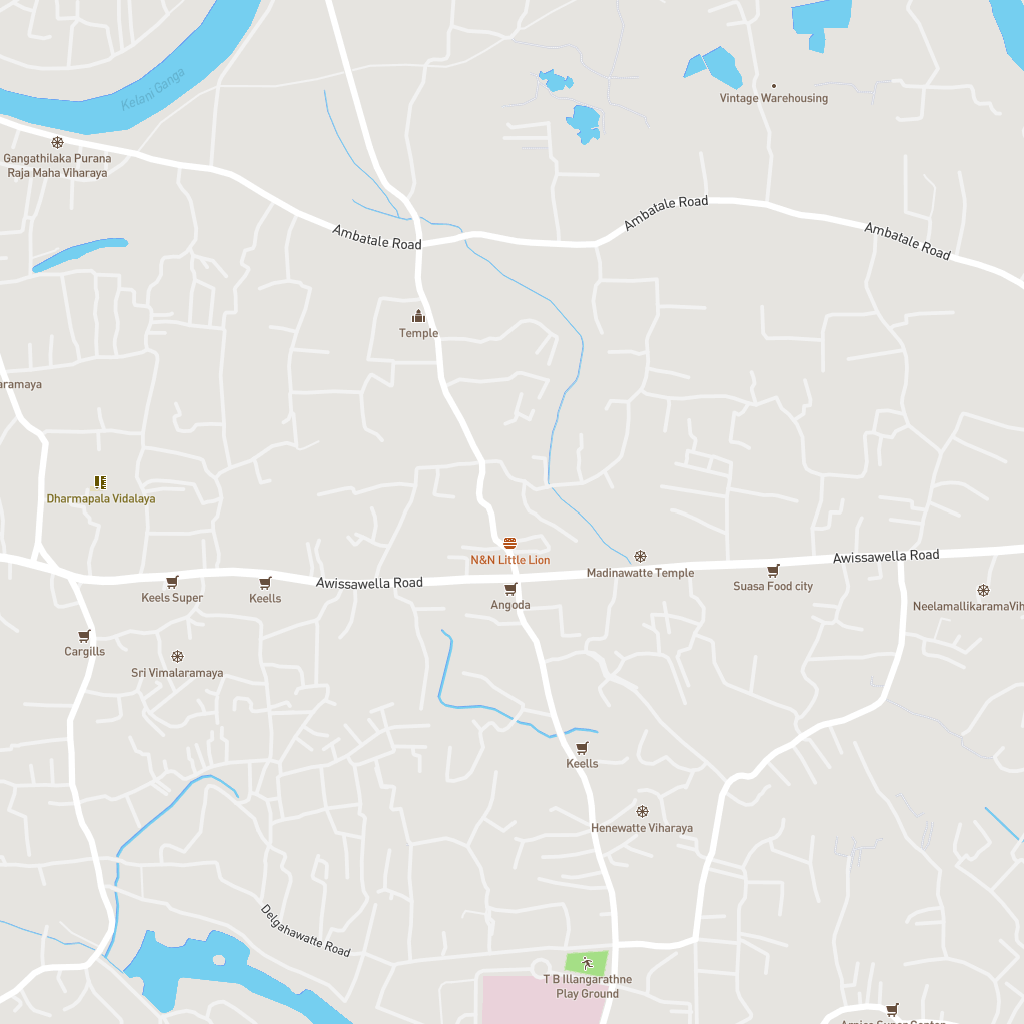 Kelani Ganga
Vintage Warehousing
Gangathilaka Purana
Raja Maha Viharaya
Ambatale Road
Ambatale Road
Ambatale Road
Temple
aramaya
Dharmapala Vidalaya
N&N Little Lion
Awissawella Road
Madinawatte Temple
Awissawella Road
Suasa Food city
Keels Super
Keells
Angoda
NeelamallikaramaVih
Cargills
Sri Vimalaramaya
Keells
Henewatte Viharaya
Delgahawatte Road
T B Illangarathne
Play Ground